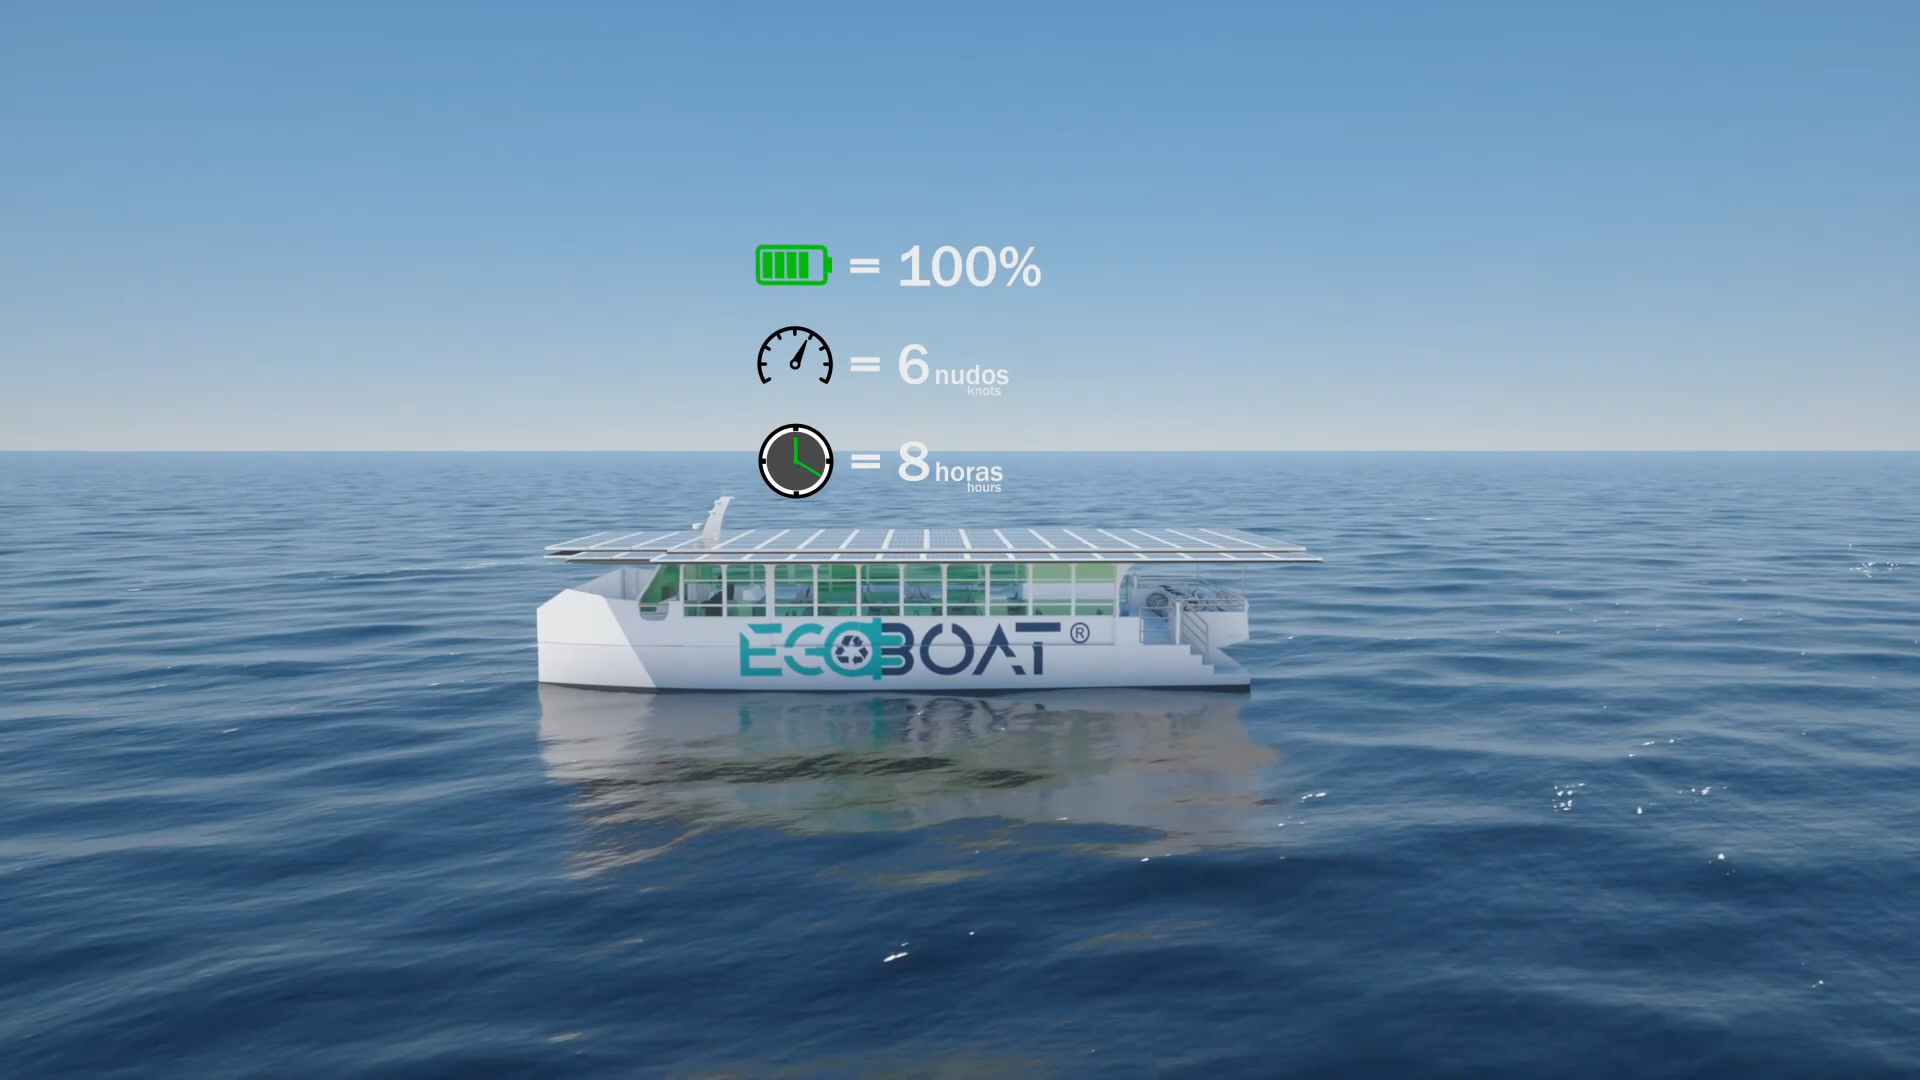 = 100%
= 6 nudos
knots
= 8 horas
hours
ECOBOAT®